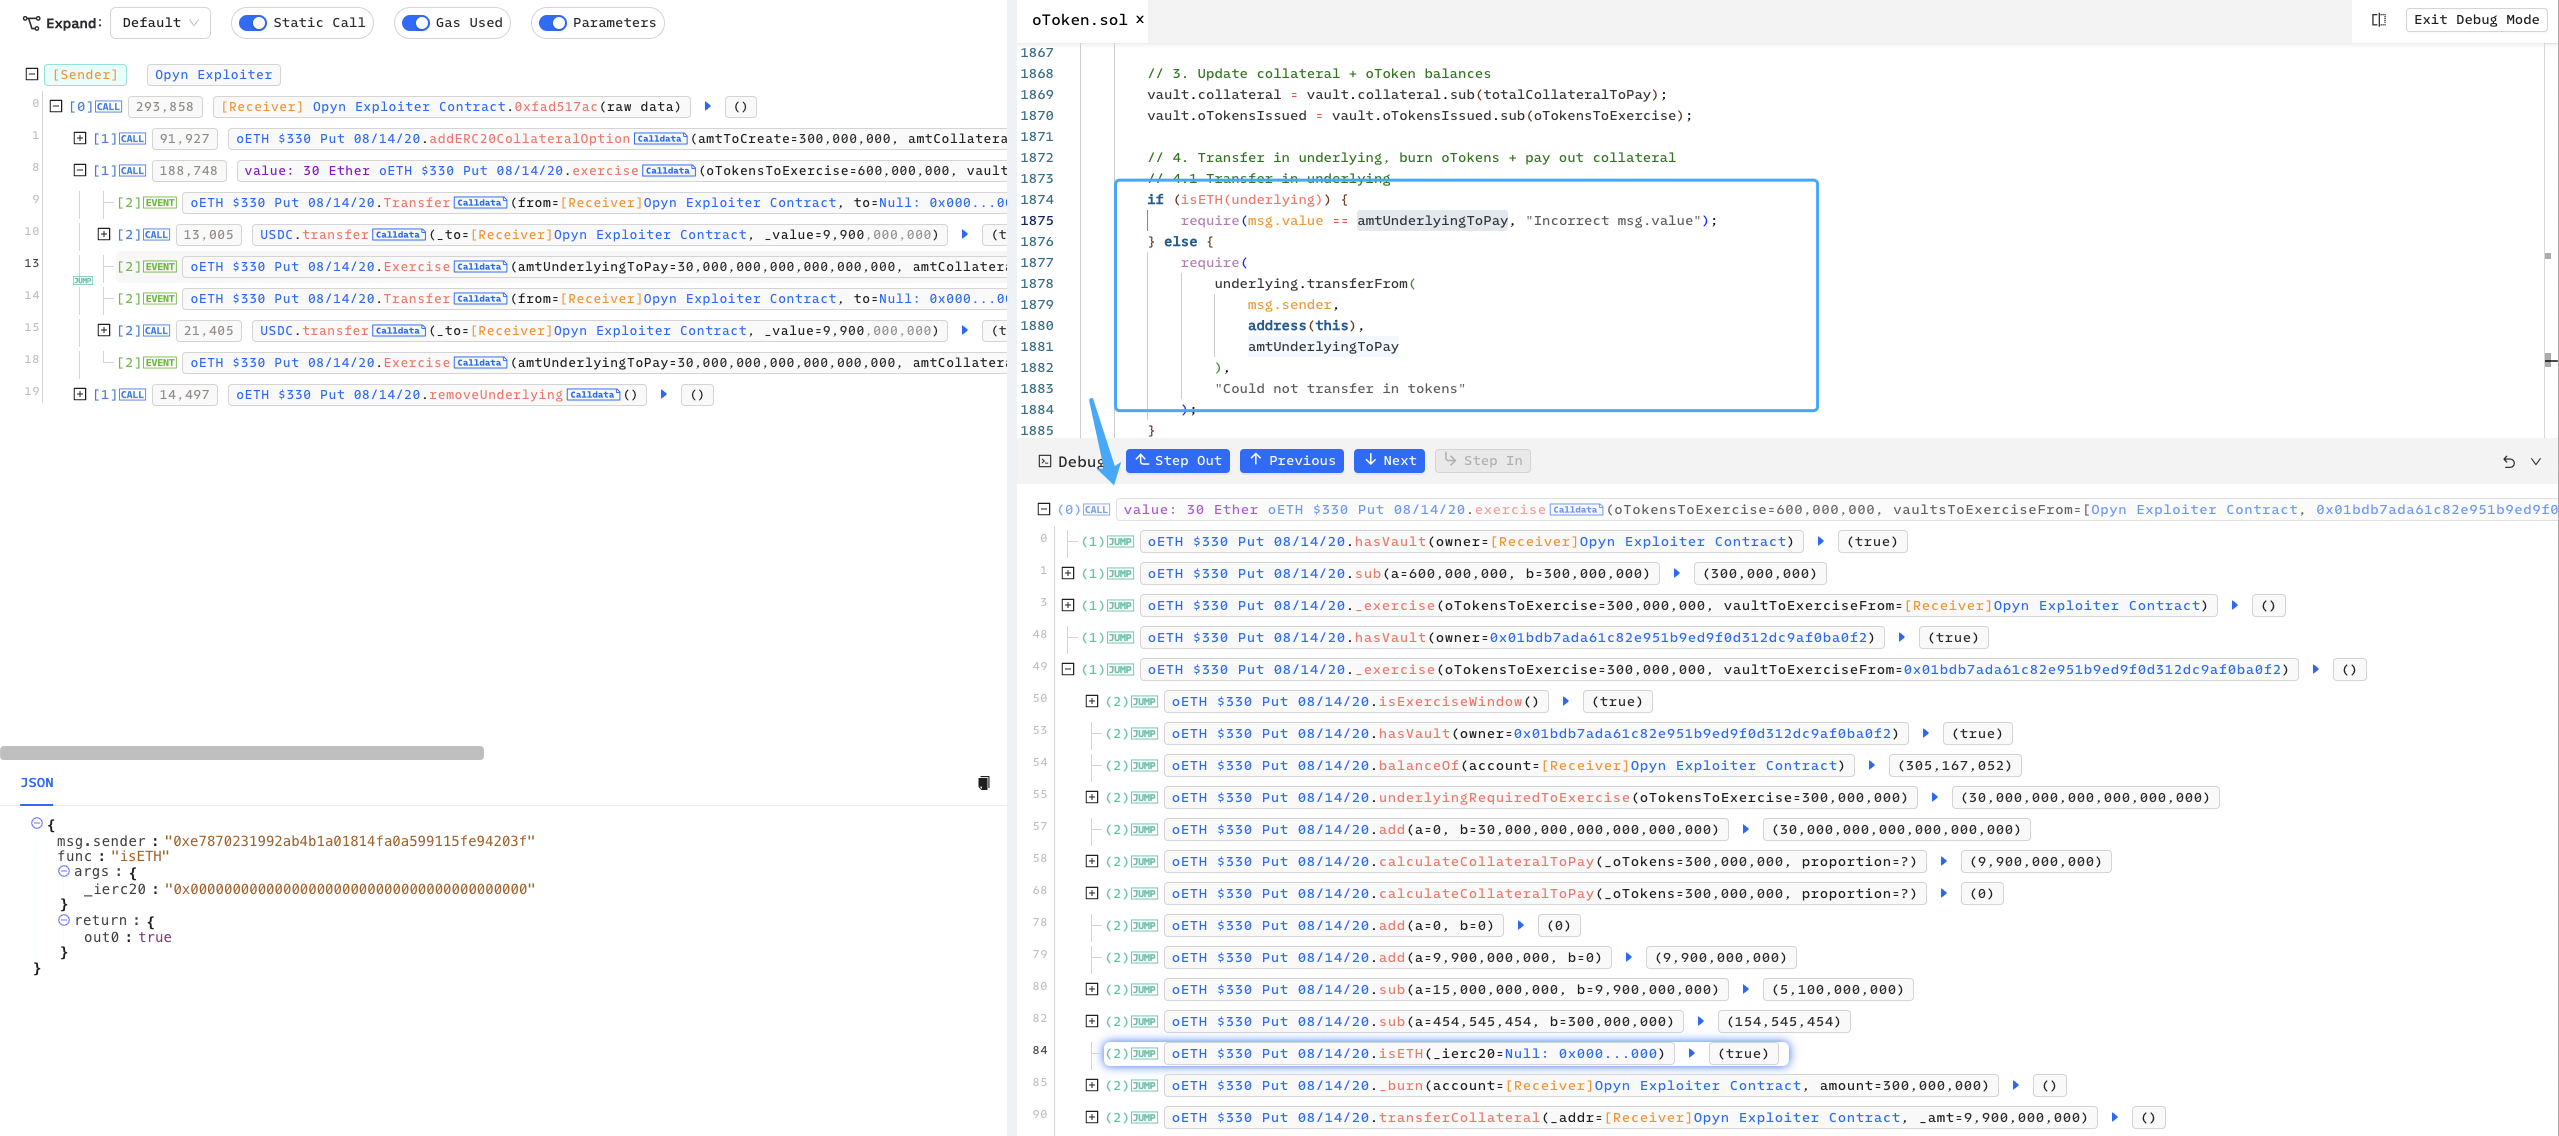 Expand: Default Static Call Gas Used Parameters
[Sender] Opyn Exploiter
0 [0] CALL 293,858 [Receiver] Opyn Exploiter Contract.0xfad517ac(raw data) ()
1 [1] CALL 91,927 oETH $330 Put 08/14/20.addERC20CollateralOption Calldata (amtToCreate=300,000,000, amtCollatera
8 [1] CALL 188,748 value: 30 Ether oETH $330 Put 08/14/20.exercise Calldata (oTokensToExercise=600,000,000, vault
9 [2] EVENT oETH $330 Put 08/14/20.Transfer Calldata (from=[Receiver]Opyn Exploiter Contract, to=Null: 0x000...0
10 [2] CALL 13,005 USDC.transfer Calldata (_to=[Receiver]Opyn Exploiter Contract, _value=9,900,000,000) (t
13 [2] EVENT oETH $330 Put 08/14/20.Exercise Calldata (amtUnderlyingToPay=30,000,000,000,000,000,000, amtCollatera
JUMP
14 [2] EVENT oETH $330 Put 08/14/20.Transfer Calldata (from=[Receiver]Opyn Exploiter Contract, to=Null: 0x000...0
15 [2] CALL 21,405 USDC.transfer Calldata (_to=[Receiver]Opyn Exploiter Contract, _value=9,900,000,000) (t
18 [2] EVENT oETH $330 Put 08/14/20.Exercise Calldata (amtUnderlyingToPay=30,000,000,000,000,000,000, amtCollatera
19 [1] CALL 14,497 oETH $330 Put 08/14/20.removeUnderlying Calldata () ()
JSON
{
msg.sender : "0xe7870231992ab4b1a01814fa0a599115fe94203f"
func : "isETH"
args : {
_ierc20 : "0x0000000000000000000000000000000000000000"
}
return : {
out0 : true
}
}
oToken.sol x Exit Debug Mode
1867
1868 // 3. Update collateral + oToken balances
1869 vault.collateral = vault.collateral.sub(totalCollateralToPay);
1870 vault.oTokensIssued = vault.oTokensIssued.sub(oTokensToExercise);
1871
1872 // 4. Transfer in underlying, burn oTokens + pay out collateral
1873 // 4.1 Transfer in underlying
1874 if (isETH(underlying)) {
1875 require(msg.value == amtUnderlyingToPay, "Incorrect msg.value");
1876 } else {
1877 require(
1878 underlying.transferFrom(
1879 msg.sender,
1880 address(this),
1881 amtUnderlyingToPay
1882 ),
1883 "Could not transfer in tokens"
1884 );
1885 }
Debug Step Out Previous Next Step In
(0) CALL value: 30 Ether oETH $330 Put 08/14/20.exercise Calldata (oTokensToExercise=600,000,000, vaultsToExerciseFrom=[Opyn Exploiter Contract, 0x01bdb7ada61c82e951b9ed9f0
0 (1) JUMP oETH $330 Put 08/14/20.hasVault(owner=[Receiver]Opyn Exploiter Contract) (true)
1 (1) JUMP oETH $330 Put 08/14/20.sub(a=600,000,000, b=300,000,000) (300,000,000)
3 (1) JUMP oETH $330 Put 08/14/20._exercise(oTokensToExercise=300,000,000, vaultToExerciseFrom=[Receiver]Opyn Exploiter Contract) ()
48 (1) JUMP oETH $330 Put 08/14/20.hasVault(owner=0x01bdb7ada61c82e951b9ed9f0d312dc9af0ba0f2) (true)
49 (1) JUMP oETH $330 Put 08/14/20._exercise(oTokensToExercise=300,000,000, vaultToExerciseFrom=0x01bdb7ada61c82e951b9ed9f0d312dc9af0ba0f2) ()
50 (2) JUMP oETH $330 Put 08/14/20.isExerciseWindow() (true)
53 (2) JUMP oETH $330 Put 08/14/20.hasVault(owner=0x01bdb7ada61c82e951b9ed9f0d312dc9af0ba0f2) (true)
54 (2) JUMP oETH $330 Put 08/14/20.balanceOf(account=[Receiver]Opyn Exploiter Contract) (305,167,052)
55 (2) JUMP oETH $330 Put 08/14/20.underlyingRequiredToExercise(oTokensToExercise=300,000,000) (30,000,000,000,000,000,000)
57 (2) JUMP oETH $330 Put 08/14/20.add(a=0, b=30,000,000,000,000,000,000) (30,000,000,000,000,000,000)
58 (2) JUMP oETH $330 Put 08/14/20.calculateCollateralToPay(_oTokens=300,000,000, proportion=?) (9,900,000,000)
68 (2) JUMP oETH $330 Put 08/14/20.calculateCollateralToPay(_oTokens=300,000,000, proportion=?) (0)
78 (2) JUMP oETH $330 Put 08/14/20.add(a=0, b=0) (0)
79 (2) JUMP oETH $330 Put 08/14/20.add(a=9,900,000,000, b=0) (9,900,000,000)
80 (2) JUMP oETH $330 Put 08/14/20.sub(a=15,000,000,000, b=9,900,000,000) (5,100,000,000)
82 (2) JUMP oETH $330 Put 08/14/20.sub(a=454,545,454, b=300,000,000) (154,545,454)
84 (2) JUMP oETH $330 Put 08/14/20.isETH(_ierc20=Null: 0x000...000) (true)
85 (2) JUMP oETH $330 Put 08/14/20._burn(account=[Receiver]Opyn Exploiter Contract, amount=300,000,000) ()
90 (2) JUMP oETH $330 Put 08/14/20.transferCollateral(_addr=[Receiver]Opyn Exploiter Contract, _amt=9,900,000,000) ()